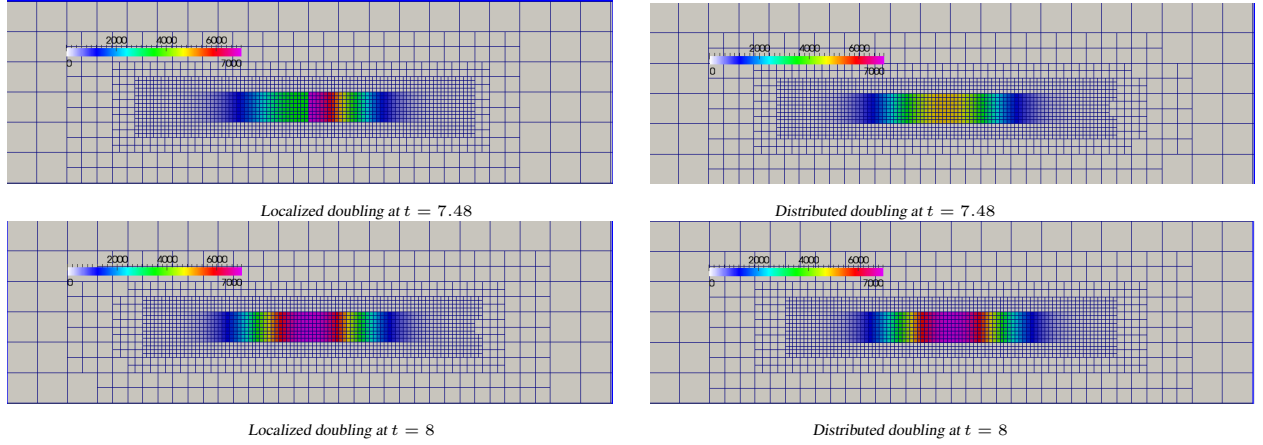 2000 4000 6000
0 7000
2000 4000 6000
0 7000
Localized doubling at t = 7.48
Distributed doubling at t = 7.48
2000 4000 6000
0 7000
2000 4000 6000
0 7000
Localized doubling at t = 8
Distributed doubling at t = 8